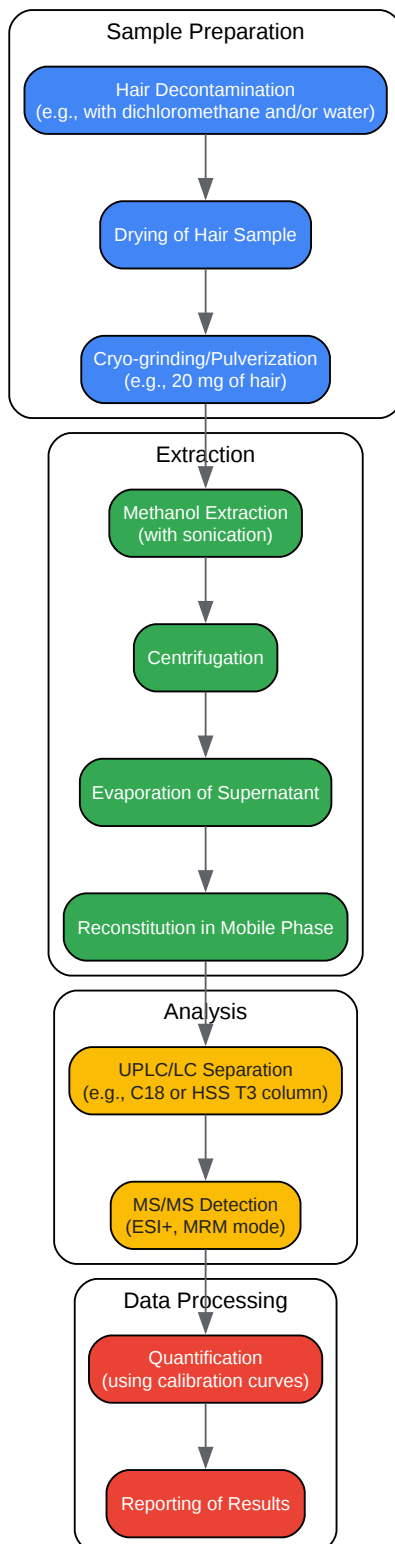 Sample Preparation
Hair Decontamination
(e.g., with dichloromethane and/or water)
Drying of Hair Sample
Cryo-grinding/Pulverization
(e.g., 20 mg of hair)
Extraction
Methanol Extraction
(with sonication)
Centrifugation
Evaporation of Supernatant
Reconstitution in Mobile Phase
Analysis
UPLC/LC Separation
(e.g., C18 or HSS T3 column)
MS/MS Detection
(ESI+, MRM mode)
Data Processing
Quantification
(using calibration curves)
Reporting of Results